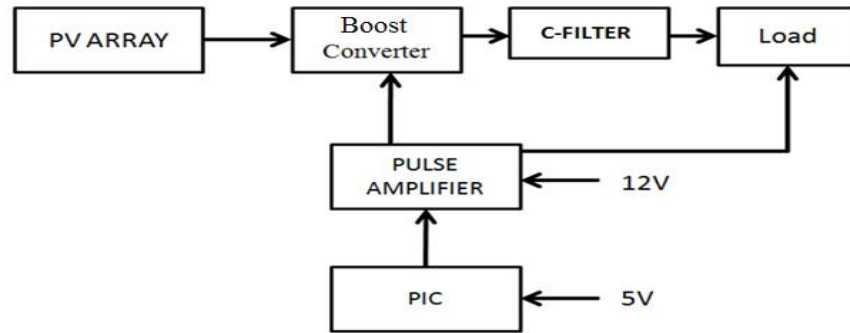 PV ARRAY
Boost
Converter
C-FILTER
Load
PULSE
AMPLIFIER
12V
PIC
5V